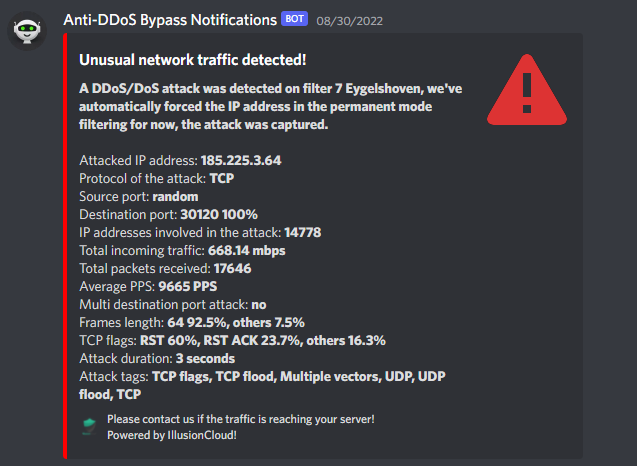 Anti-DDoS Bypass Notifications BOT 08/30/2022
Unusual network traffic detected!
A DDoS/DoS attack was detected on filter 7 Eygelshoven, we've
automatically forced the IP address in the permanent mode
filtering for now, the attack was captured.
Attacked IP address: 185.225.3.64
Protocol of the attack: TCP
Source port: random
Destination port: 30120 100%
IP addresses involved in the attack: 14778
Total incoming traffic: 668.14 mbps
Total packets received: 17646
Average PPS: 9665 PPS
Multi destination port attack: no
Frames length: 64 92.5%, others 7.5%
TCP flags: RST 60%, RST ACK 23.7%, others 16.3%
Attack duration: 3 seconds
Attack tags: TCP flags, TCP flood, Multiple vectors, UDP, UDP
flood, TCP
Please contact us if the traffic is reaching your server!
Powered by IllusionCloud!